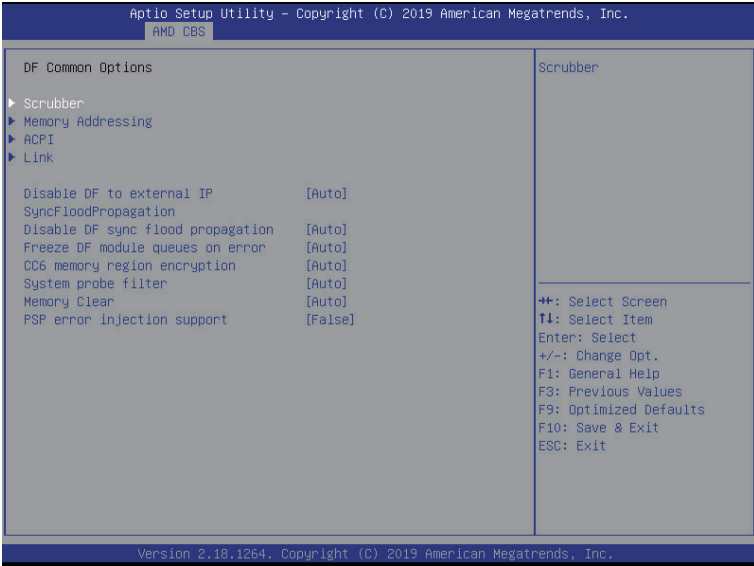 Aptio Setup Utility – Copyright (C) 2019 American Megatrends, Inc.
AMD CBS
DF Common Options
Scrubber
Memory Addressing
ACPI
Link
Disable DF to external IP [Auto]
SyncFloodPropagation
Disable DF sync flood propagation [Auto]
Freeze DF module queues on error [Auto]
CC6 memory region encryption [Auto]
System probe filter [Auto]
Memory Clear [Auto]
PSP error injection support [False]
Scrubber
→←: Select Screen
↑↓: Select Item
Enter: Select
+/-: Change Opt.
F1: General Help
F3: Previous Values
F9: Optimized Defaults
F10: Save & Exit
ESC: Exit
Version 2.18.1264. Copyright (C) 2019 American Megatrends, Inc.